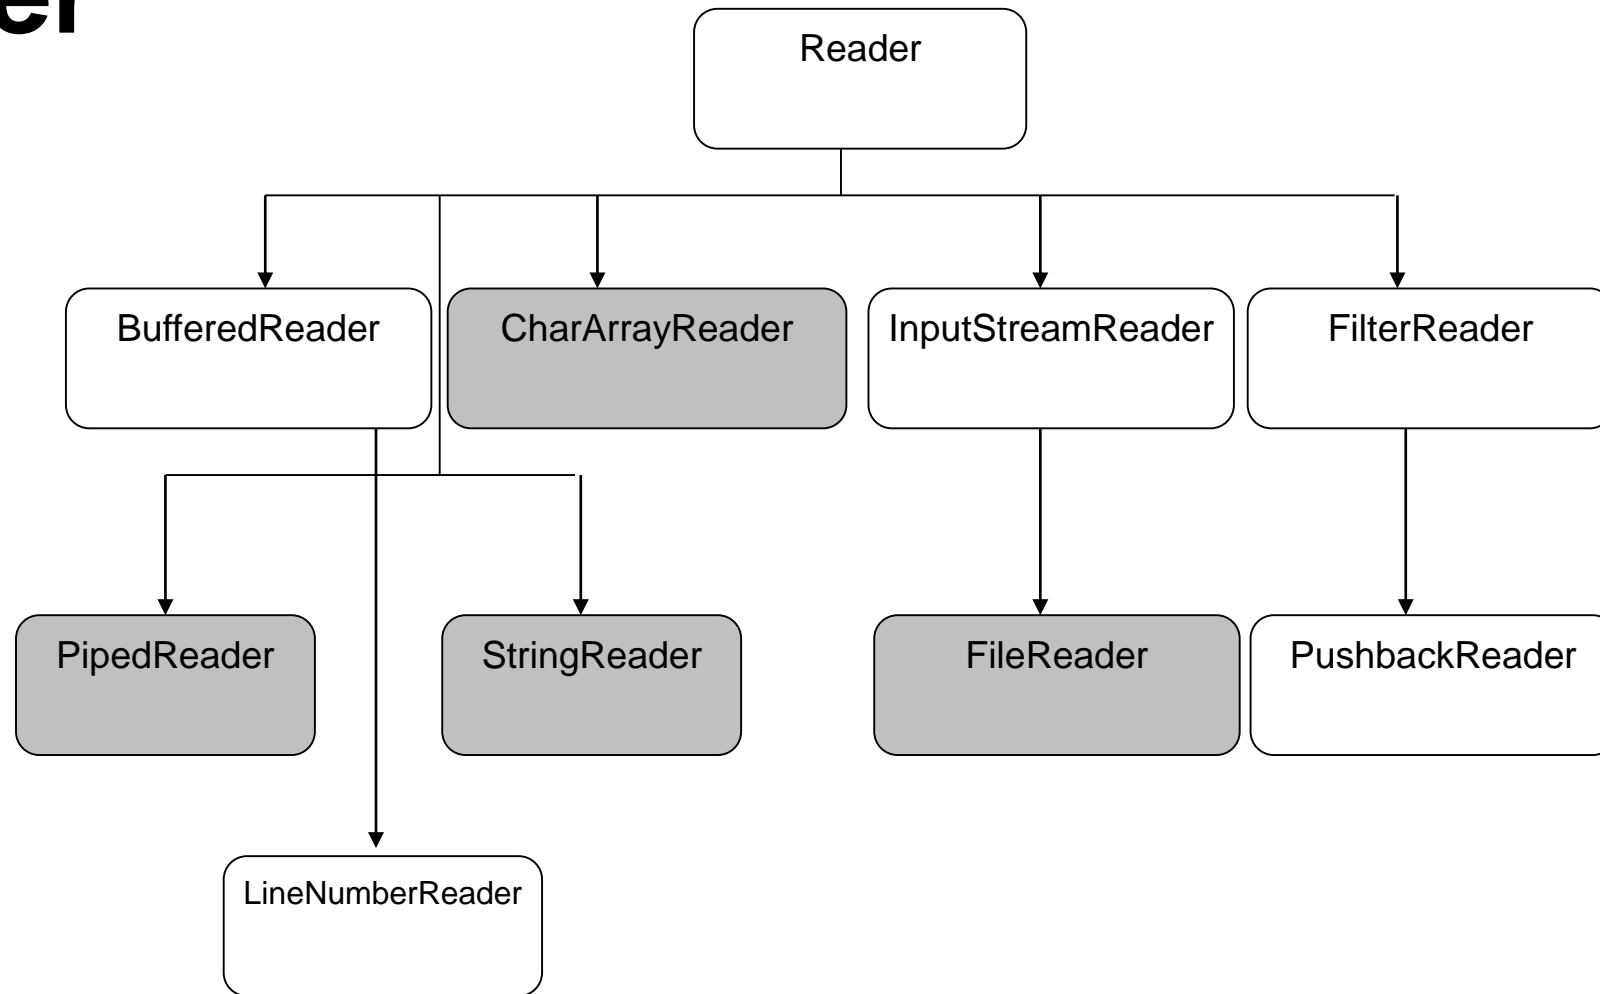 er
Reader
BufferedReader
CharArrayReader
InputStreamReader
FilterReader
PipedReader
StringReader
FileReader
PushbackReader
LineNumberReader